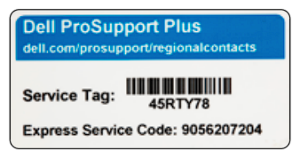 Dell ProSupport Plus
dell.com/prosupport/regionalcontacts
Service Tag:
45RTY78
Express Service Code: 9056207204